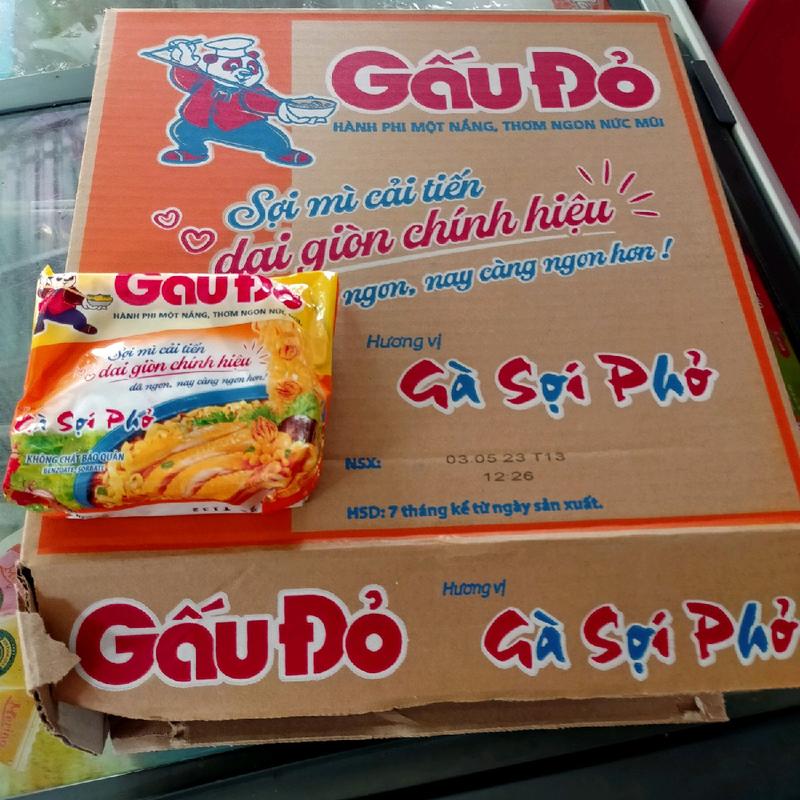 Gấu Đỏ
HÀNH PHI MỘT NẮNG, THƠM NGON NỨC MŨI
Sợi mì cải tiến
dai giòn chính hiệu
ngon, nay càng ngon hơn !
Hương vị
Gà Sợi Phở
NSX: 03.05 23 T13
12:26
HSD: 7 tháng kể từ ngày sản xuất.
Gấu Đỏ
HÀNH PHI MỘT NẮNG, THƠM NGON NỨC MŨI
Sợi mì cải tiến
dai giòn chính hiệu
đã ngon, nay càng ngon hơn!
Gà Sợi Phở
KHÔNG CHẤT BẢO QUẢN
BENZOATE - SORBATE
Gấu Đỏ
Hương vị
Gà Sợi Phở